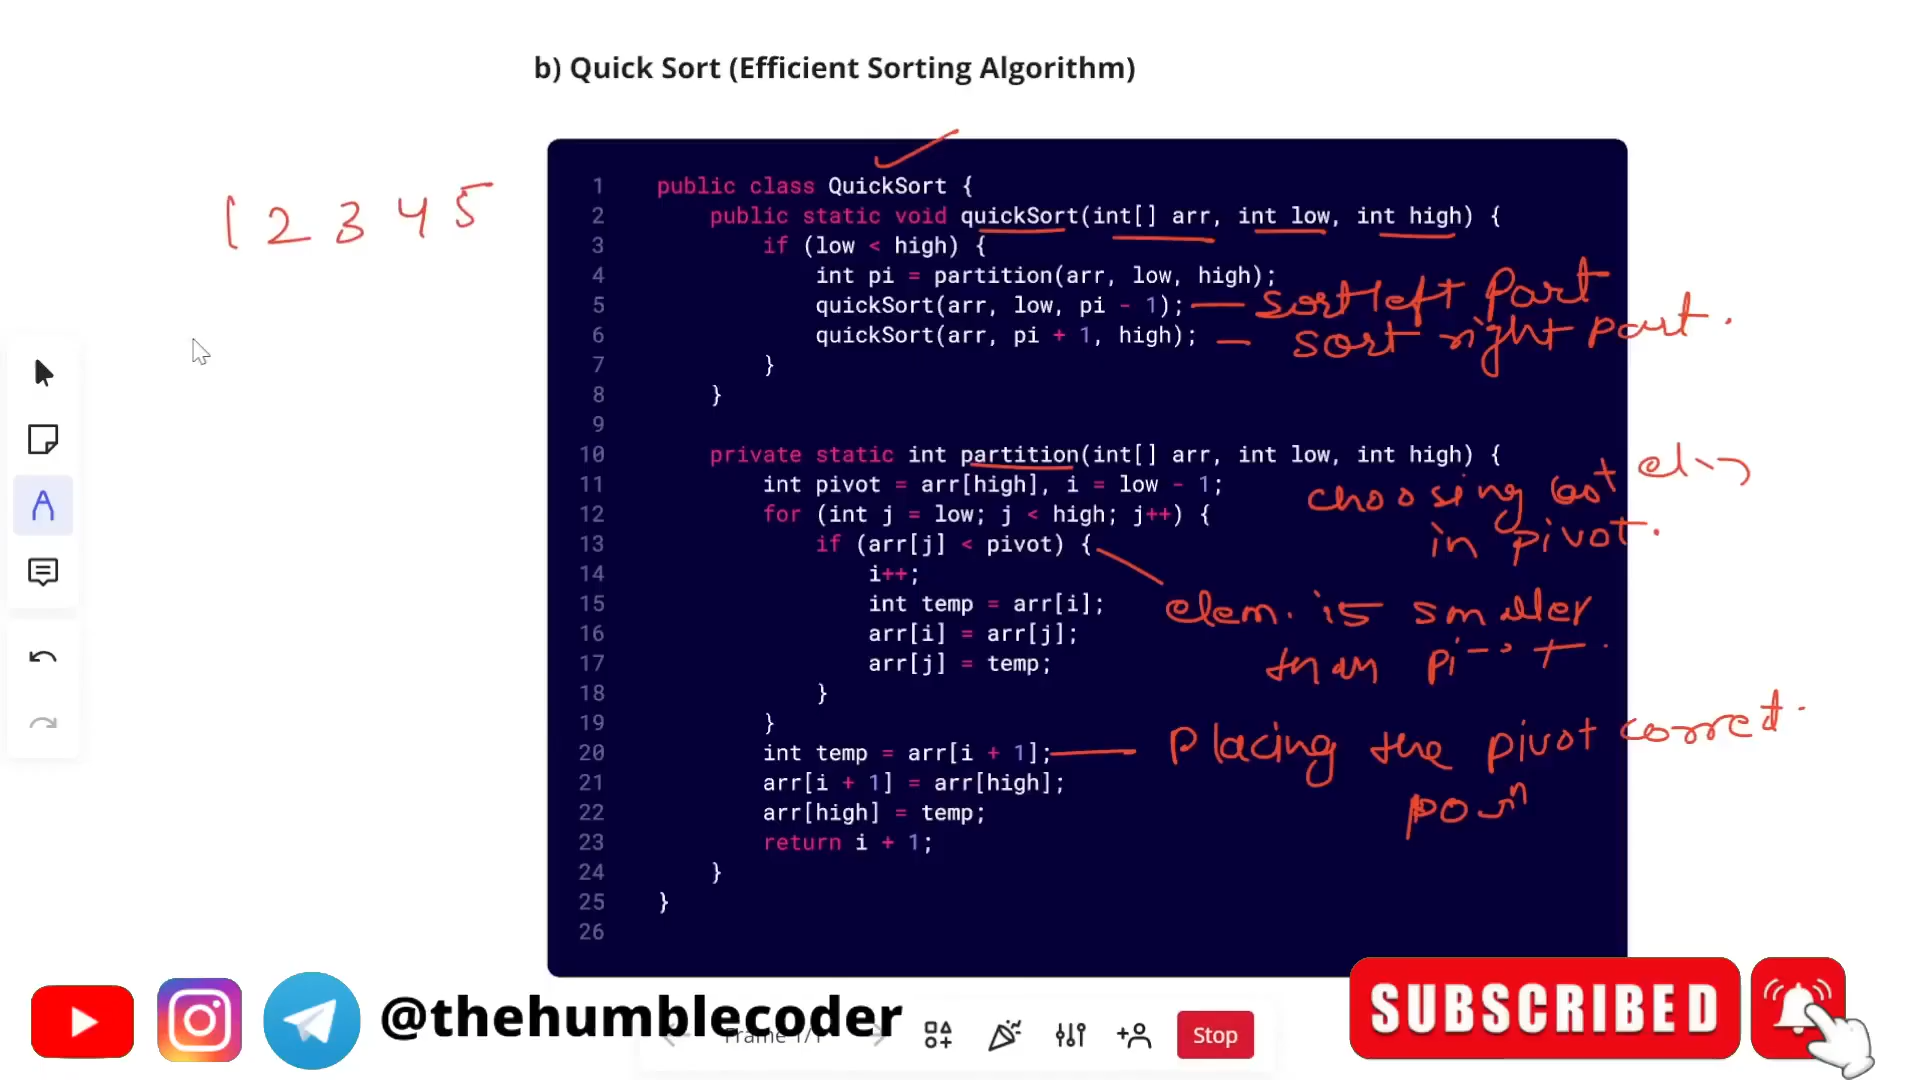 b) Quick Sort (Efficient Sorting Algorithm)
1 2 3 4 5
1 public class QuickSort {
2 public static void quickSort(int[] arr, int low, int high) {
3 if (low < high) {
4 int pi = partition(arr, low, high);
5 quickSort(arr, low, pi - 1); — sort left part
6 quickSort(arr, pi + 1, high); — sort right part.
7 }
8 }
9
10 private static int partition(int[] arr, int low, int high) {
11 int pivot = arr[high], i = low - 1;
choosing last
12 for (int j = low; j < high; j++) {
in pivot.
13 if (arr[j] < pivot) {
14 i++;
15 int temp = arr[i];
elem. is smaller
16 arr[i] = arr[j];
than pivot.
17 arr[j] = temp;
18 }
19 }
20 int temp = arr[i + 1]; — Placing the pivot correct.
21 arr[i + 1] = arr[high];
22 arr[high] = temp;
23 return i + 1;
24 }
25 }
26
@thehumblecoder
Frame 1/1
Stop
SUBSCRIBED